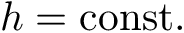 h = const.